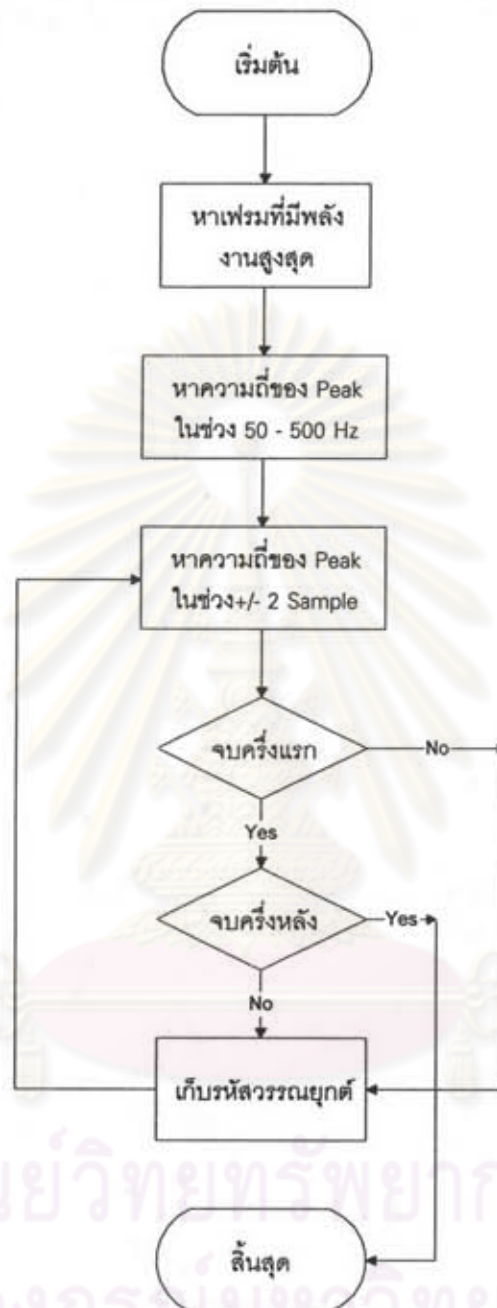 เริ่มต้น
หาเฟรมที่มีพลัง
งานสูงสุด
หาความถี่ของ Peak
ในช่วง 50 - 500 Hz
หาความถี่ของ Peak
ในช่วง+/- 2 Sample
จบครึ่งแรก
No
Yes
จบครึ่งหลัง
Yes
No
เก็บรหัสวรรณยุกต์
สิ้นสุด